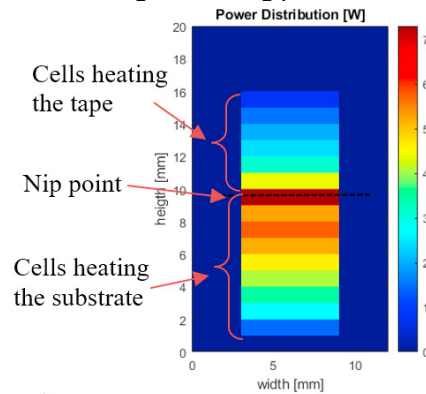 Power Distribution [W]
Cells heating
the tape
Nip point
Cells heating
the substrate
heigth [mm]
20
18
16
14
12
10
8
6
4
2
0
0 5 10
width [mm]
7
6
5
4
3
2
1
0